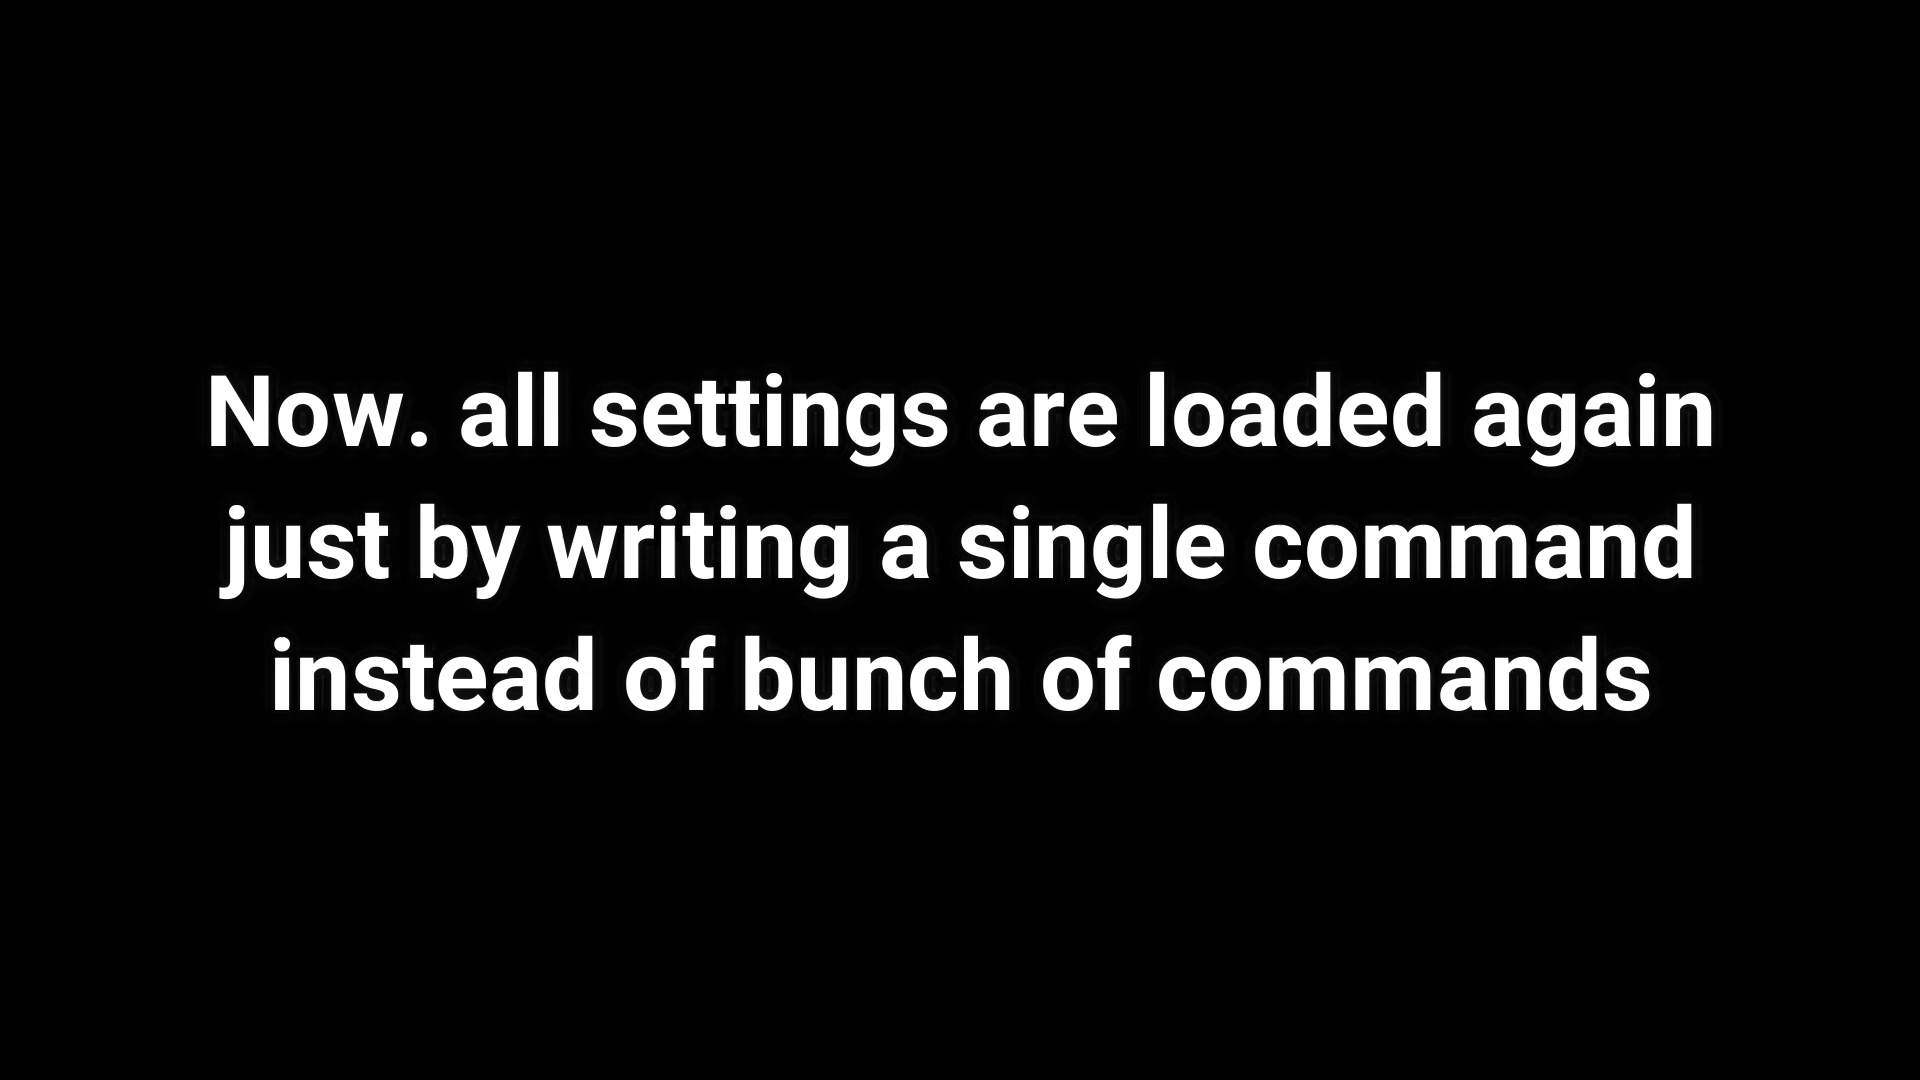 Now. all settings are loaded again
just by writing a single command
instead of bunch of commands